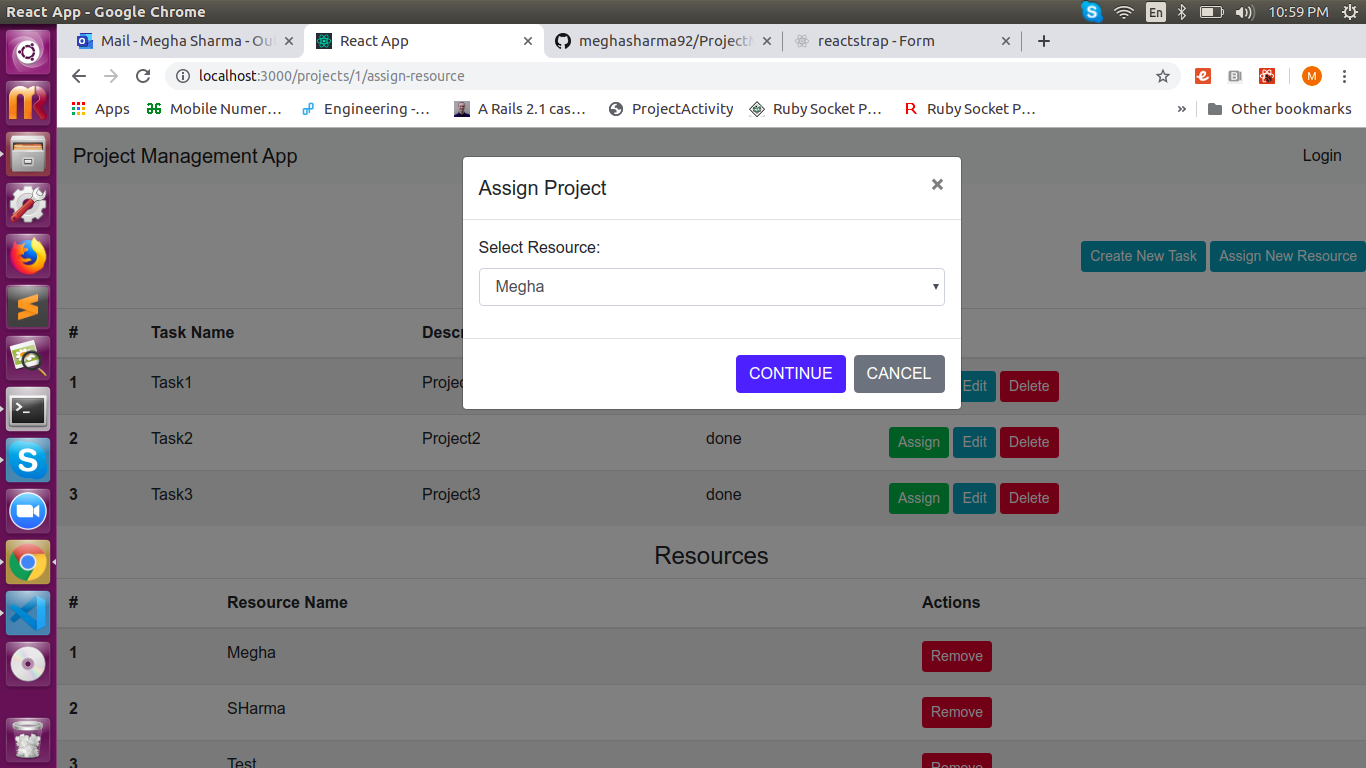 React App - Google Chrome
En
10:59 PM
Mail - Megha Sharma - Ou
React App
meghasharma92/Project
reactstrap - Form
localhost:3000/projects/1/assign-resource
M
Apps
Mobile Numer...
Engineering -...
A Rails 2.1 cas...
ProjectActivity
Ruby Socket P...
R Ruby Socket P...
»
Other bookmarks
Project Management App
Login
Assign Project
×
Select Resource:
Megha
CONTINUE
CANCEL
Create New Task
Assign New Resource
# Task Name Descr
1 Task1 Projec Edit Delete
2 Task2 Project2 done Assign Edit Delete
3 Task3 Project3 done Assign Edit Delete
Resources
# Resource Name Actions
1 Megha Remove
2 SHarma Remove
3 Test Remove